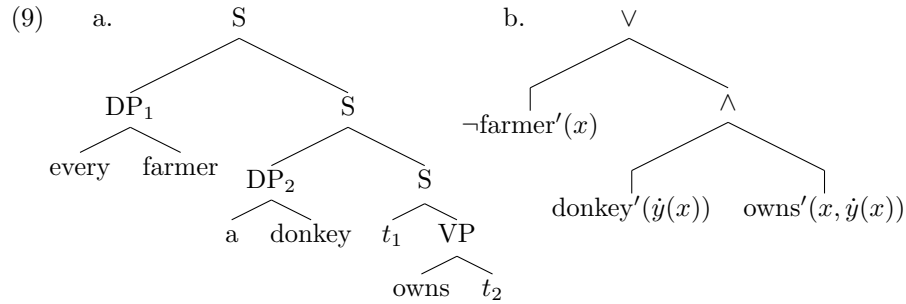 (9) a. S b. ∨
DP₁ S ∧
¬farmer′(x)
every farmer
DP₂ S donkey′(ẏ(x)) owns′(x, ẏ(x))
a donkey t₁ VP
owns t₂